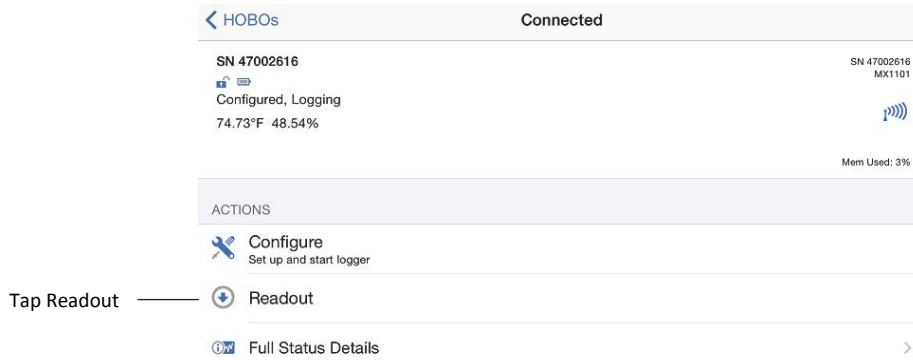 HOBOs
Connected
SN 47002616
SN 47002616
MX1101
Configured, Logging
74.73°F 48.54%
Mem Used: 3%
ACTIONS
Configure
Set up and start logger
Tap Readout
Readout
Full Status Details